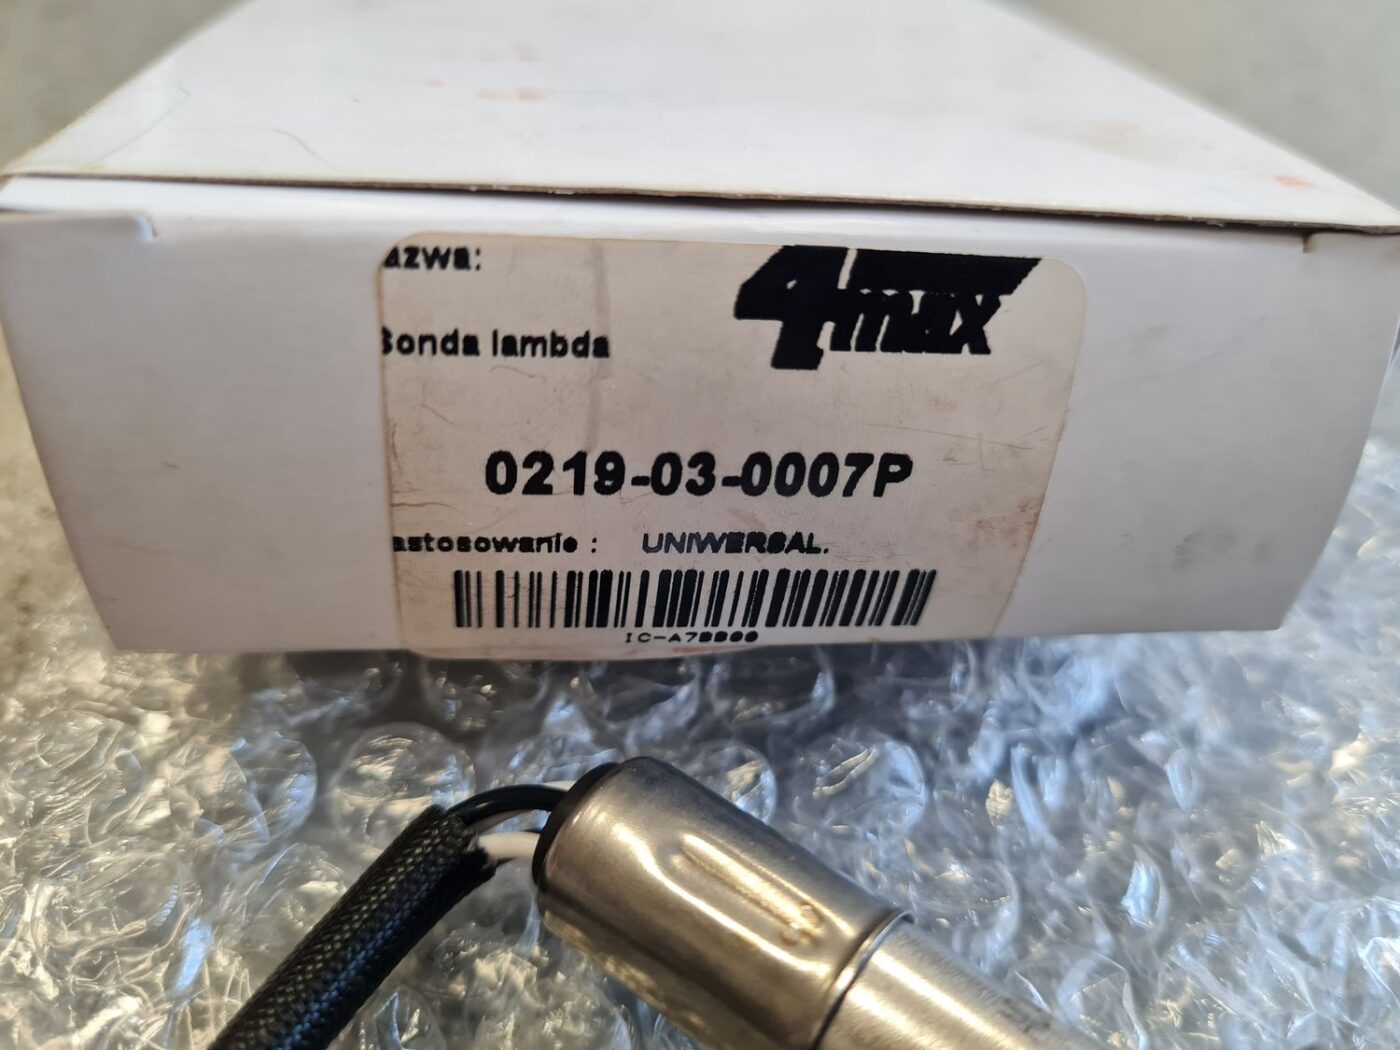 azwa:
4max
Sonda lambda
0219-03-0007P
astosowanie : UNIWERSAL.